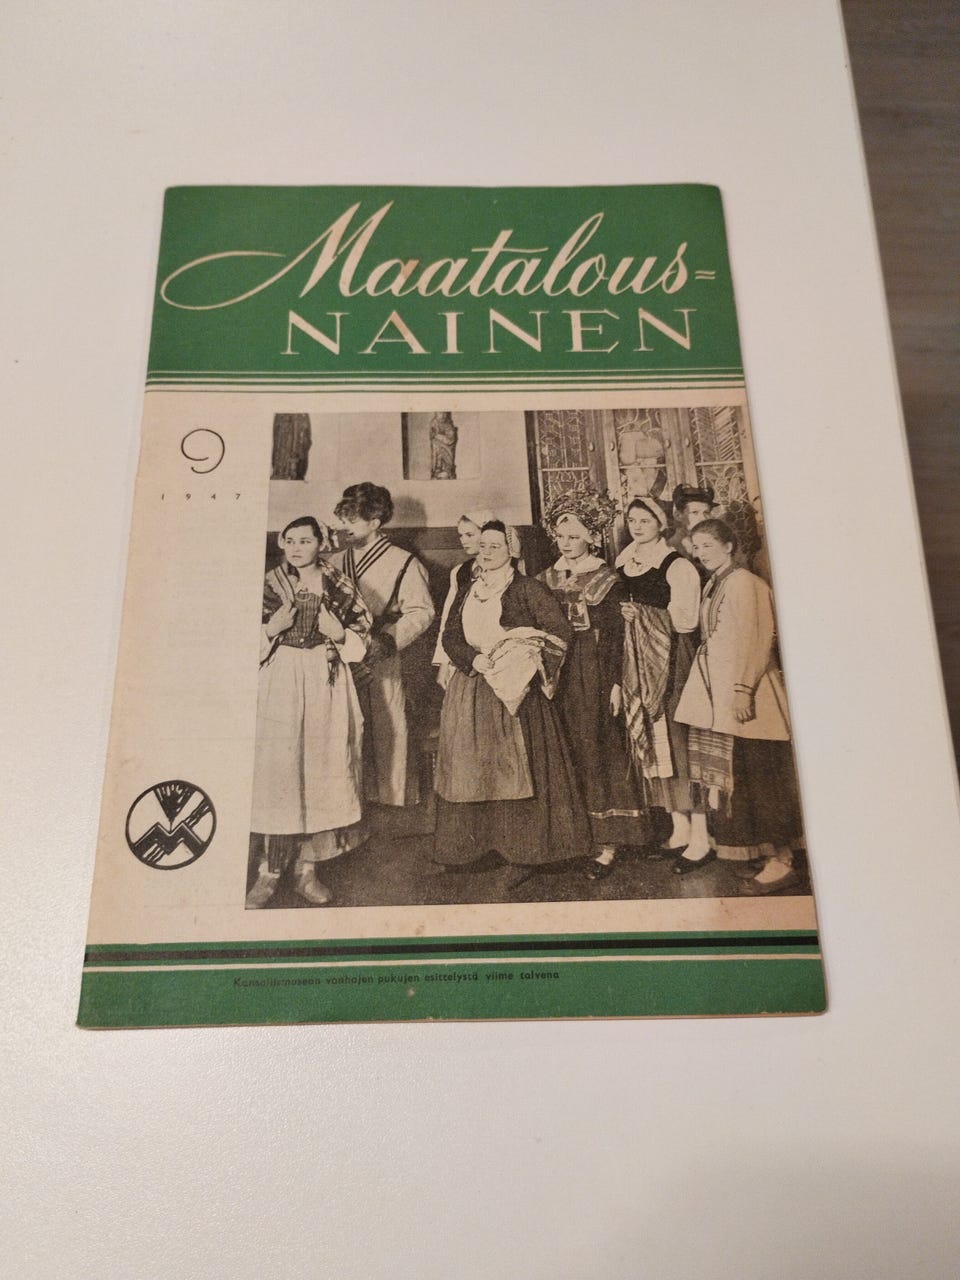 Maatalous=
NAINEN
9
1947
Kansallismuseon vanhojen pukujen esittelystä viime talvena